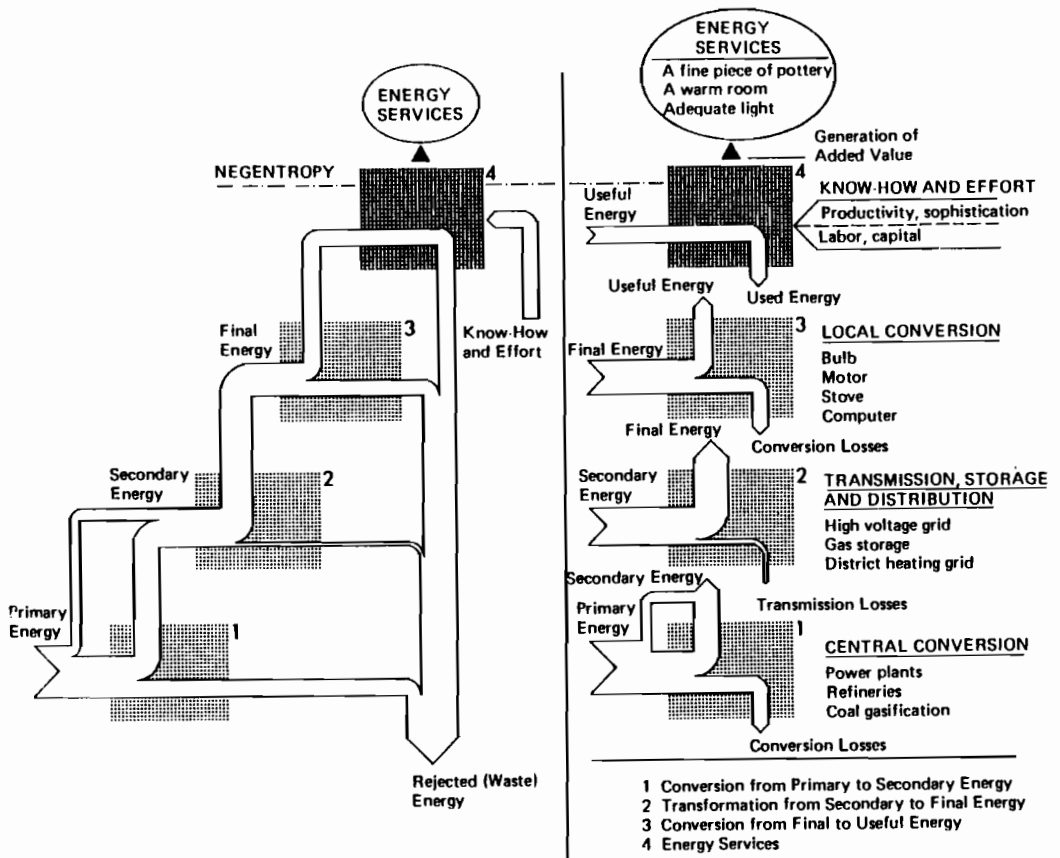 ENERGY
SERVICES
NEGENTROPY
4
Final
Energy
3
Know-How
and Effort
Secondary
Energy
2
Primary
Energy
1
Rejected (Waste)
Energy
ENERGY
SERVICES
A fine piece of pottery
A warm room
Adequate light
Generation of
Added Value
4
Useful
Energy
KNOW-HOW AND EFFORT
Productivity, sophistication
Labor, capital
Used Energy
Useful Energy
3
Final Energy
LOCAL CONVERSION
Bulb
Motor
Stove
Computer
Conversion Losses
Final Energy
2
Secondary
Energy
TRANSMISSION, STORAGE
AND DISTRIBUTION
High voltage grid
Gas storage
District heating grid
Transmission Losses
Secondary Energy
1
Primary
Energy
CENTRAL CONVERSION
Power plants
Refineries
Coal gasification
Conversion Losses
1 Conversion from Primary to Secondary Energy
2 Transformation from Secondary to Final Energy
3 Conversion from Final to Useful Energy
4 Energy Services